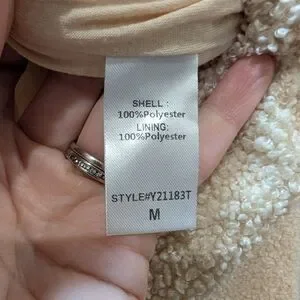 SHELL :
100%Polyester
LINING:
100%Polyester
STYLE#Y21183T
M